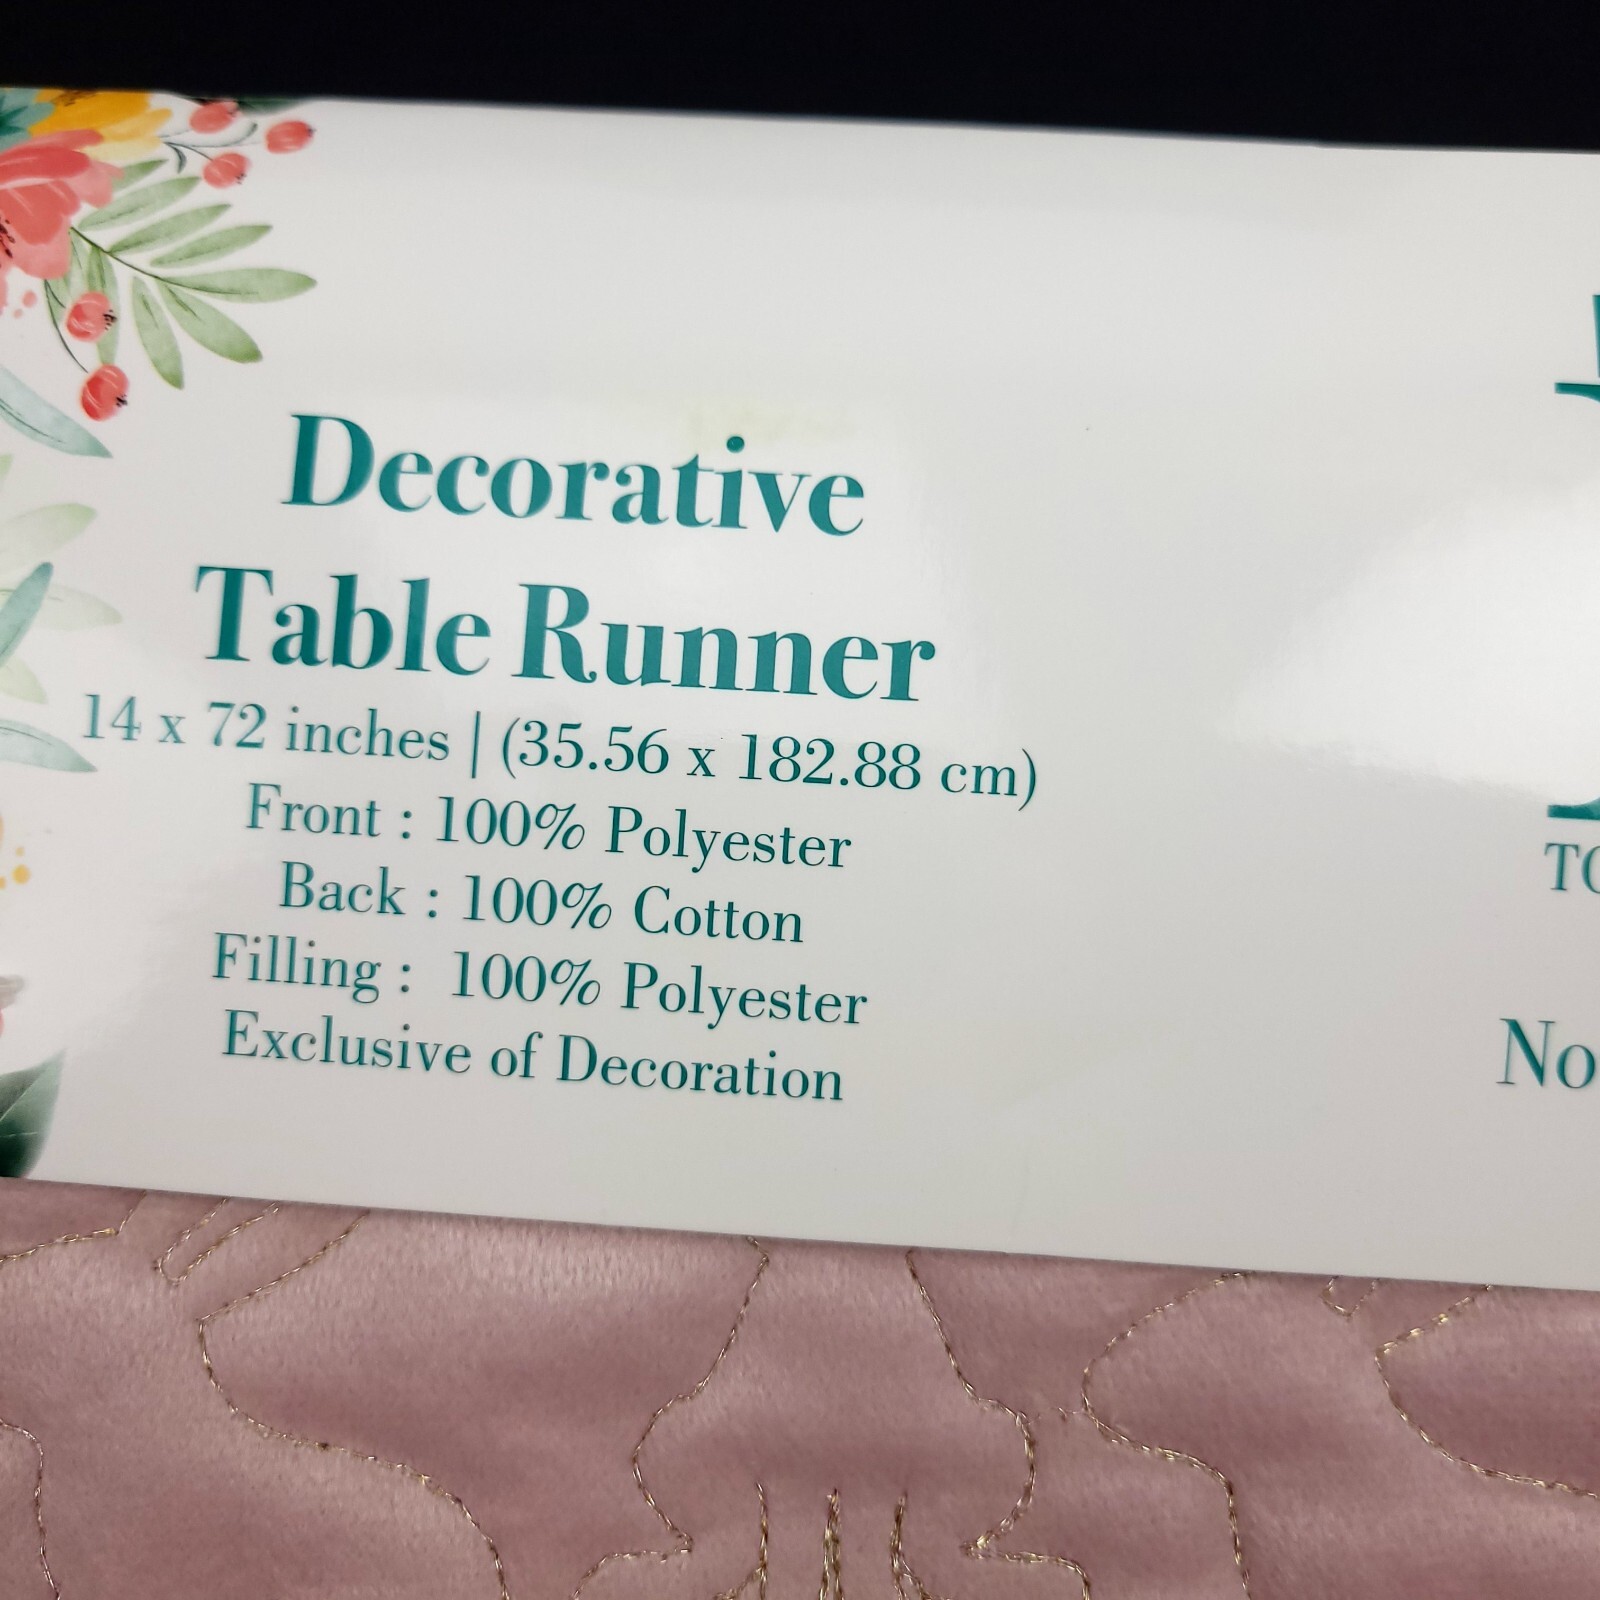 Decorative
Table Runner
14 x 72 inches | (35.56 x 182.88 cm)
Front : 100% Polyester
Back : 100% Cotton
Filling : 100% Polyester
Exclusive of Decoration
No